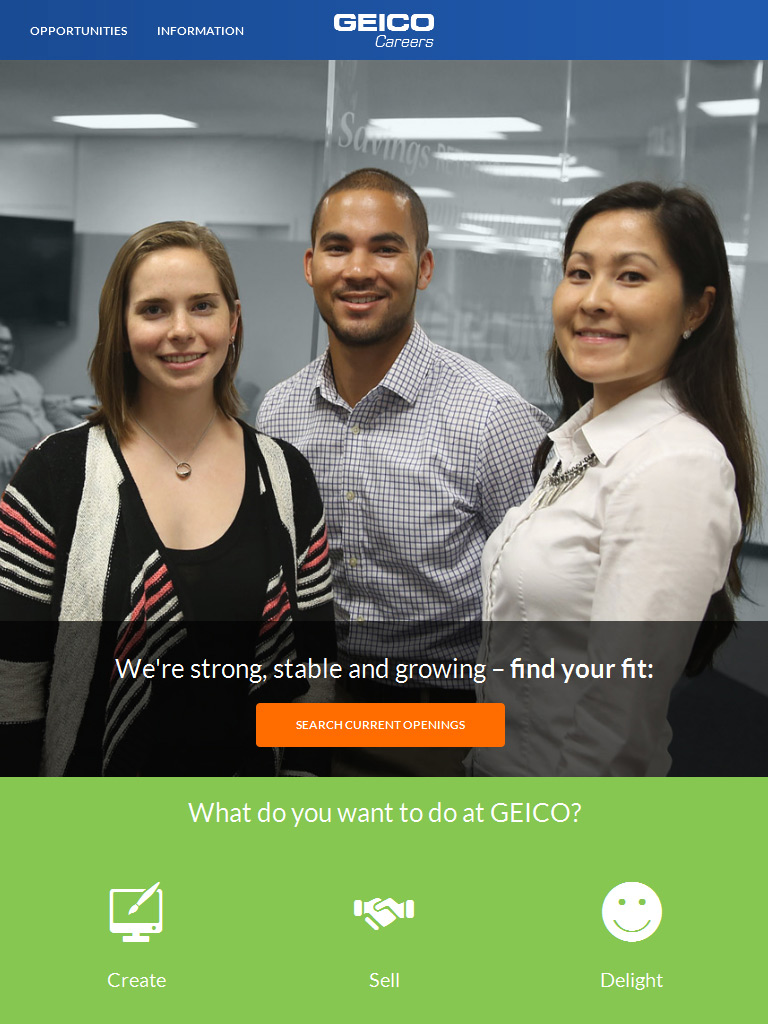 OPPORTUNITIES
INFORMATION
GEICO
Careers
Savings
We're strong, stable and growing – find your fit:
SEARCH CURRENT OPENINGS
What do you want to do at GEICO?
Create
Sell
Delight